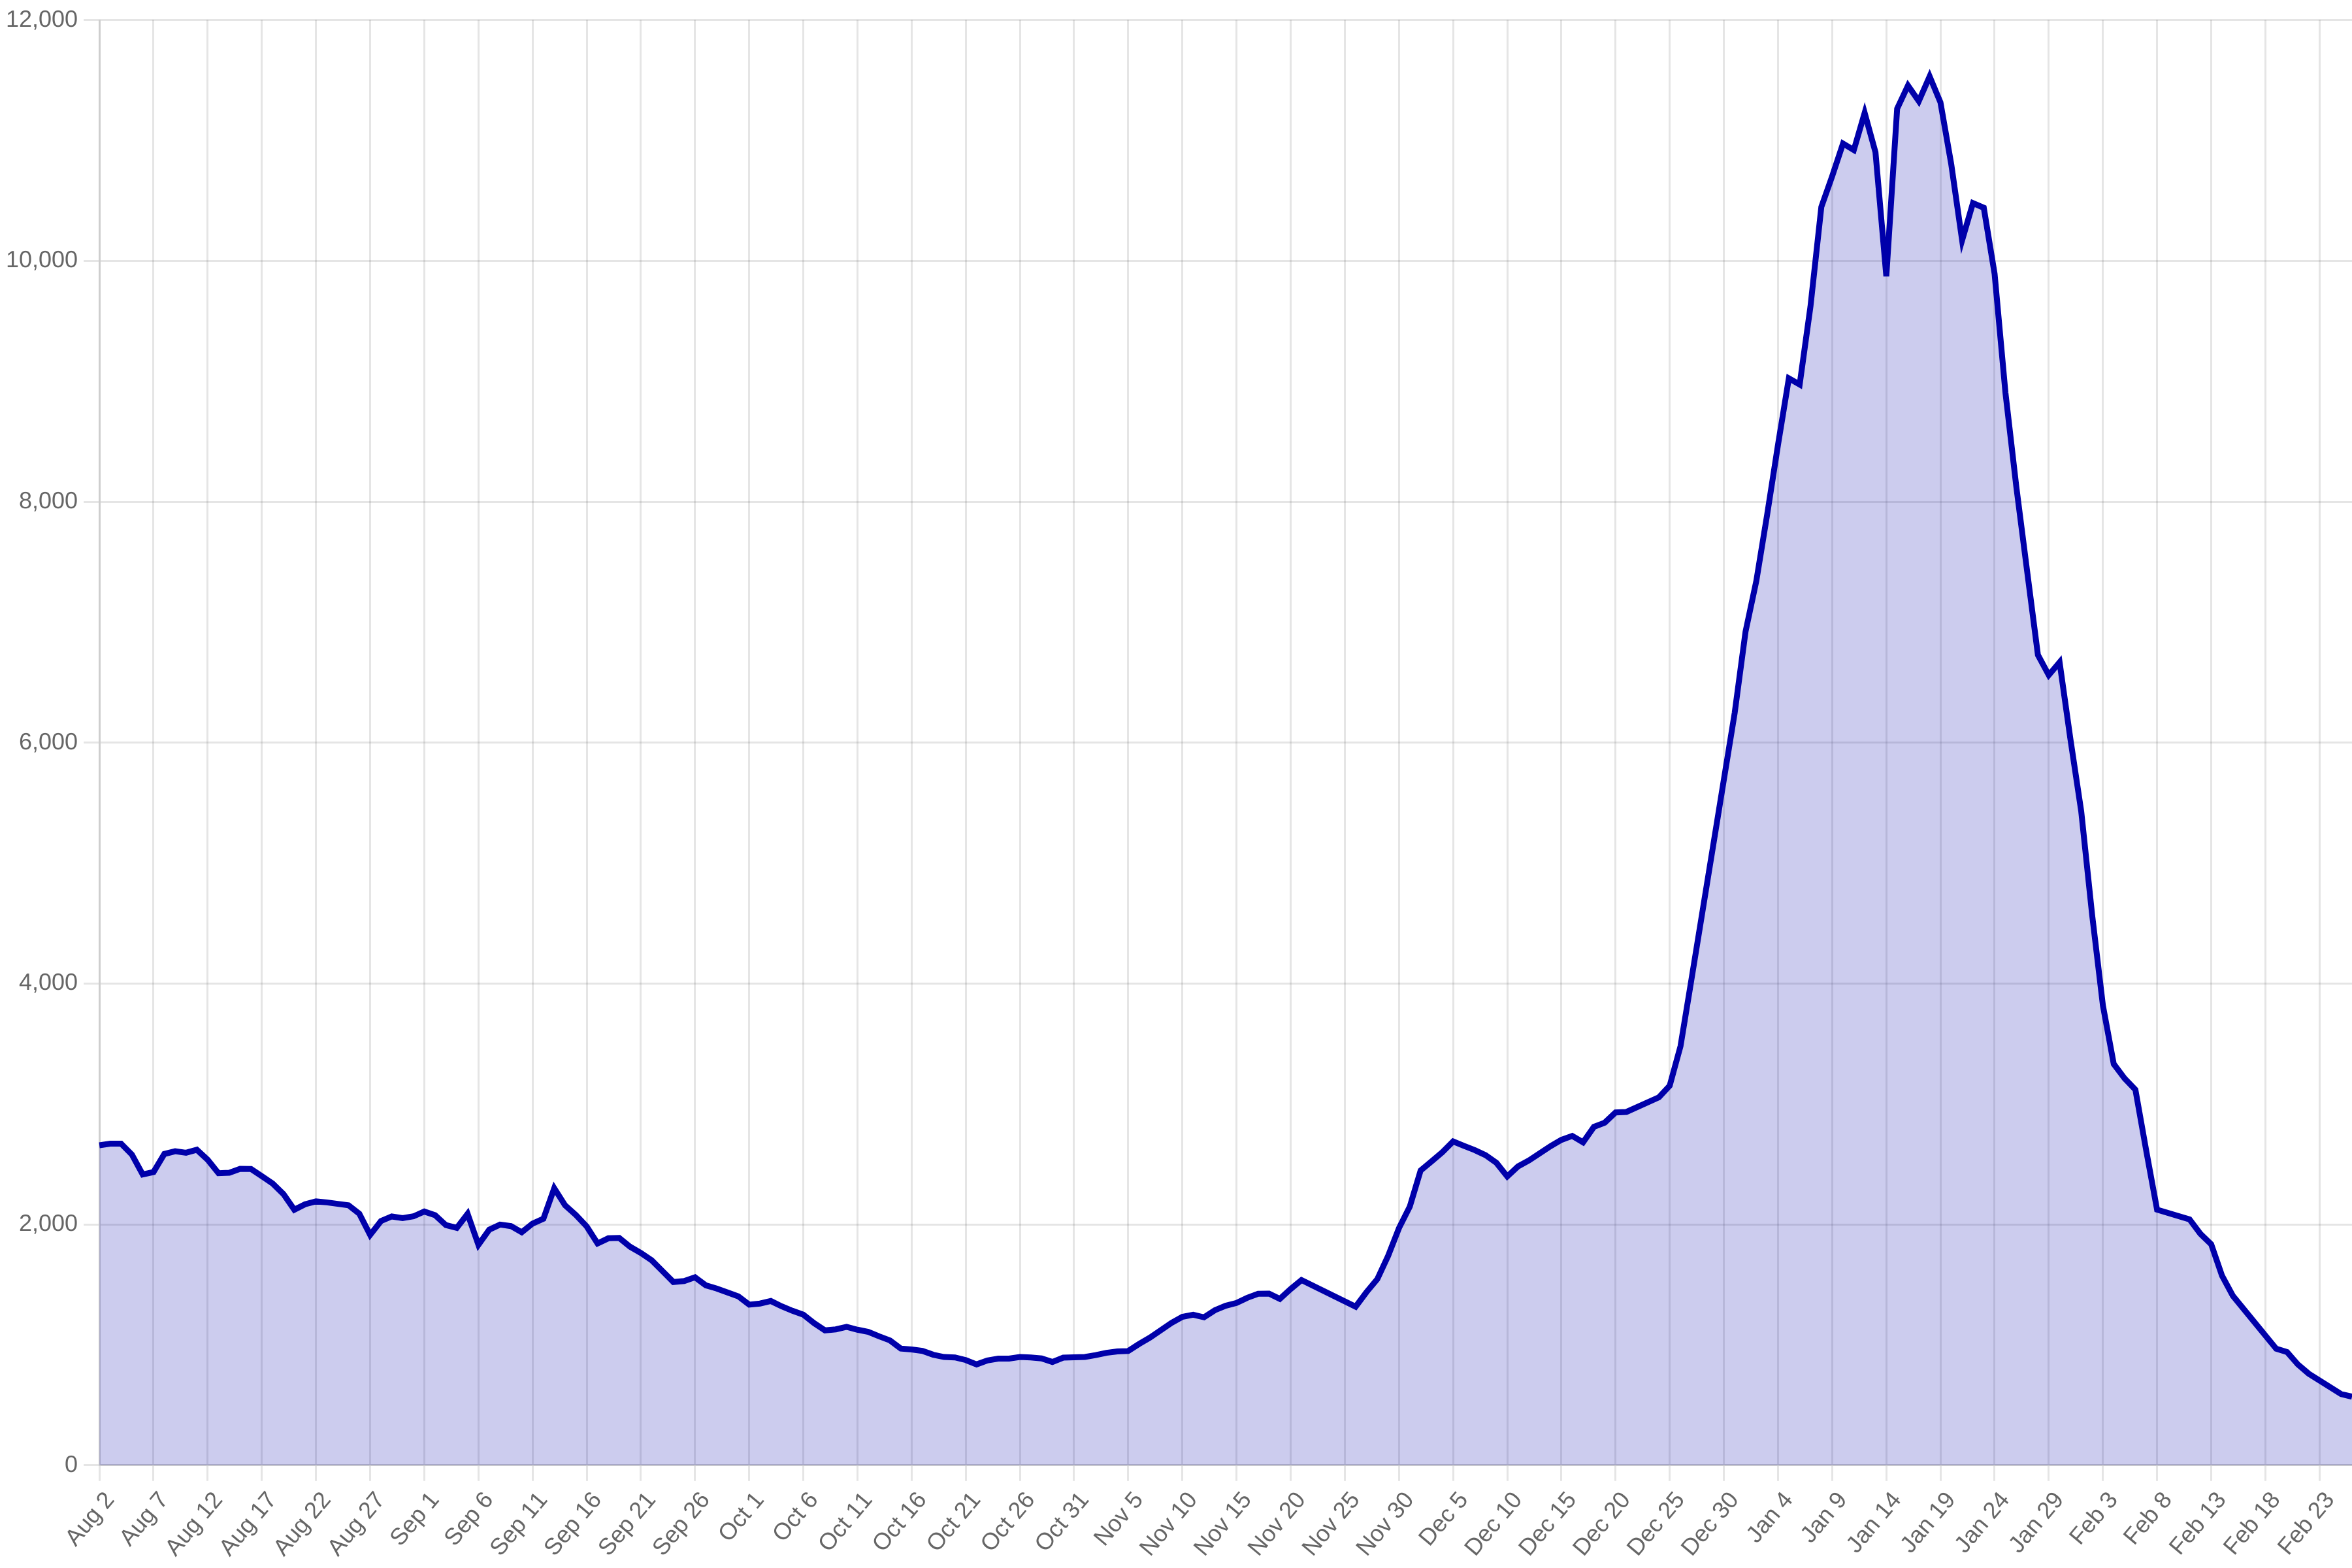 12,000
10,000
8,000
6,000
4,000
2,000
0
Aug 2
Aug 7
Aug 12
Aug 17
Aug 22
Aug 27
Sep 1
Sep 6
Sep 11
Sep 16
Sep 21
Sep 26
Oct 1
Oct 6
Oct 11
Oct 16
Oct 21
Oct 26
Oct 31
Nov 5
Nov 10
Nov 15
Nov 20
Nov 25
Nov 30
Dec 5
Dec 10
Dec 15
Dec 20
Dec 25
Dec 30
Jan 4
Jan 9
Jan 14
Jan 19
Jan 24
Jan 29
Feb 3
Feb 8
Feb 13
Feb 18
Feb 23